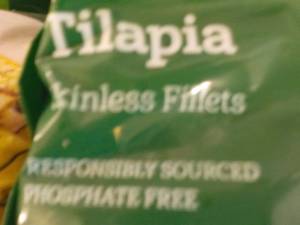 Tilapia
kinless Fillets
RESPONSIBLY SOURCED
PHOSPHATE FREE